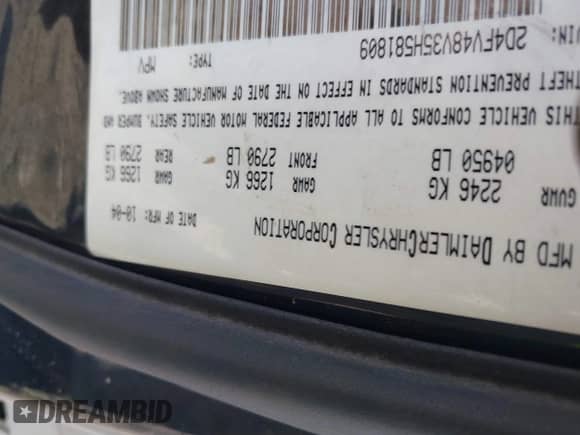 MFD BY DAIMLERCHRYSLER CORPORATION
DATE OF MFR: 10-04
GVWR
2246 KG
04950 LB
GAWR 1266 KG
FRONT 2790 LB
GAWR 1266 KG
REAR 2790 LB
THIS VEHICLE CONFORMS TO ALL APPLICABLE FEDERAL MOTOR VEHICLE SAFETY, BUMPER AND
THEFT PREVENTION STANDARDS IN EFFECT ON THE DATE OF MANUFACTURE SHOWN ABOVE.
VIN: 2D4FV48V35H581809
TYPE: MPV
DREAMBID